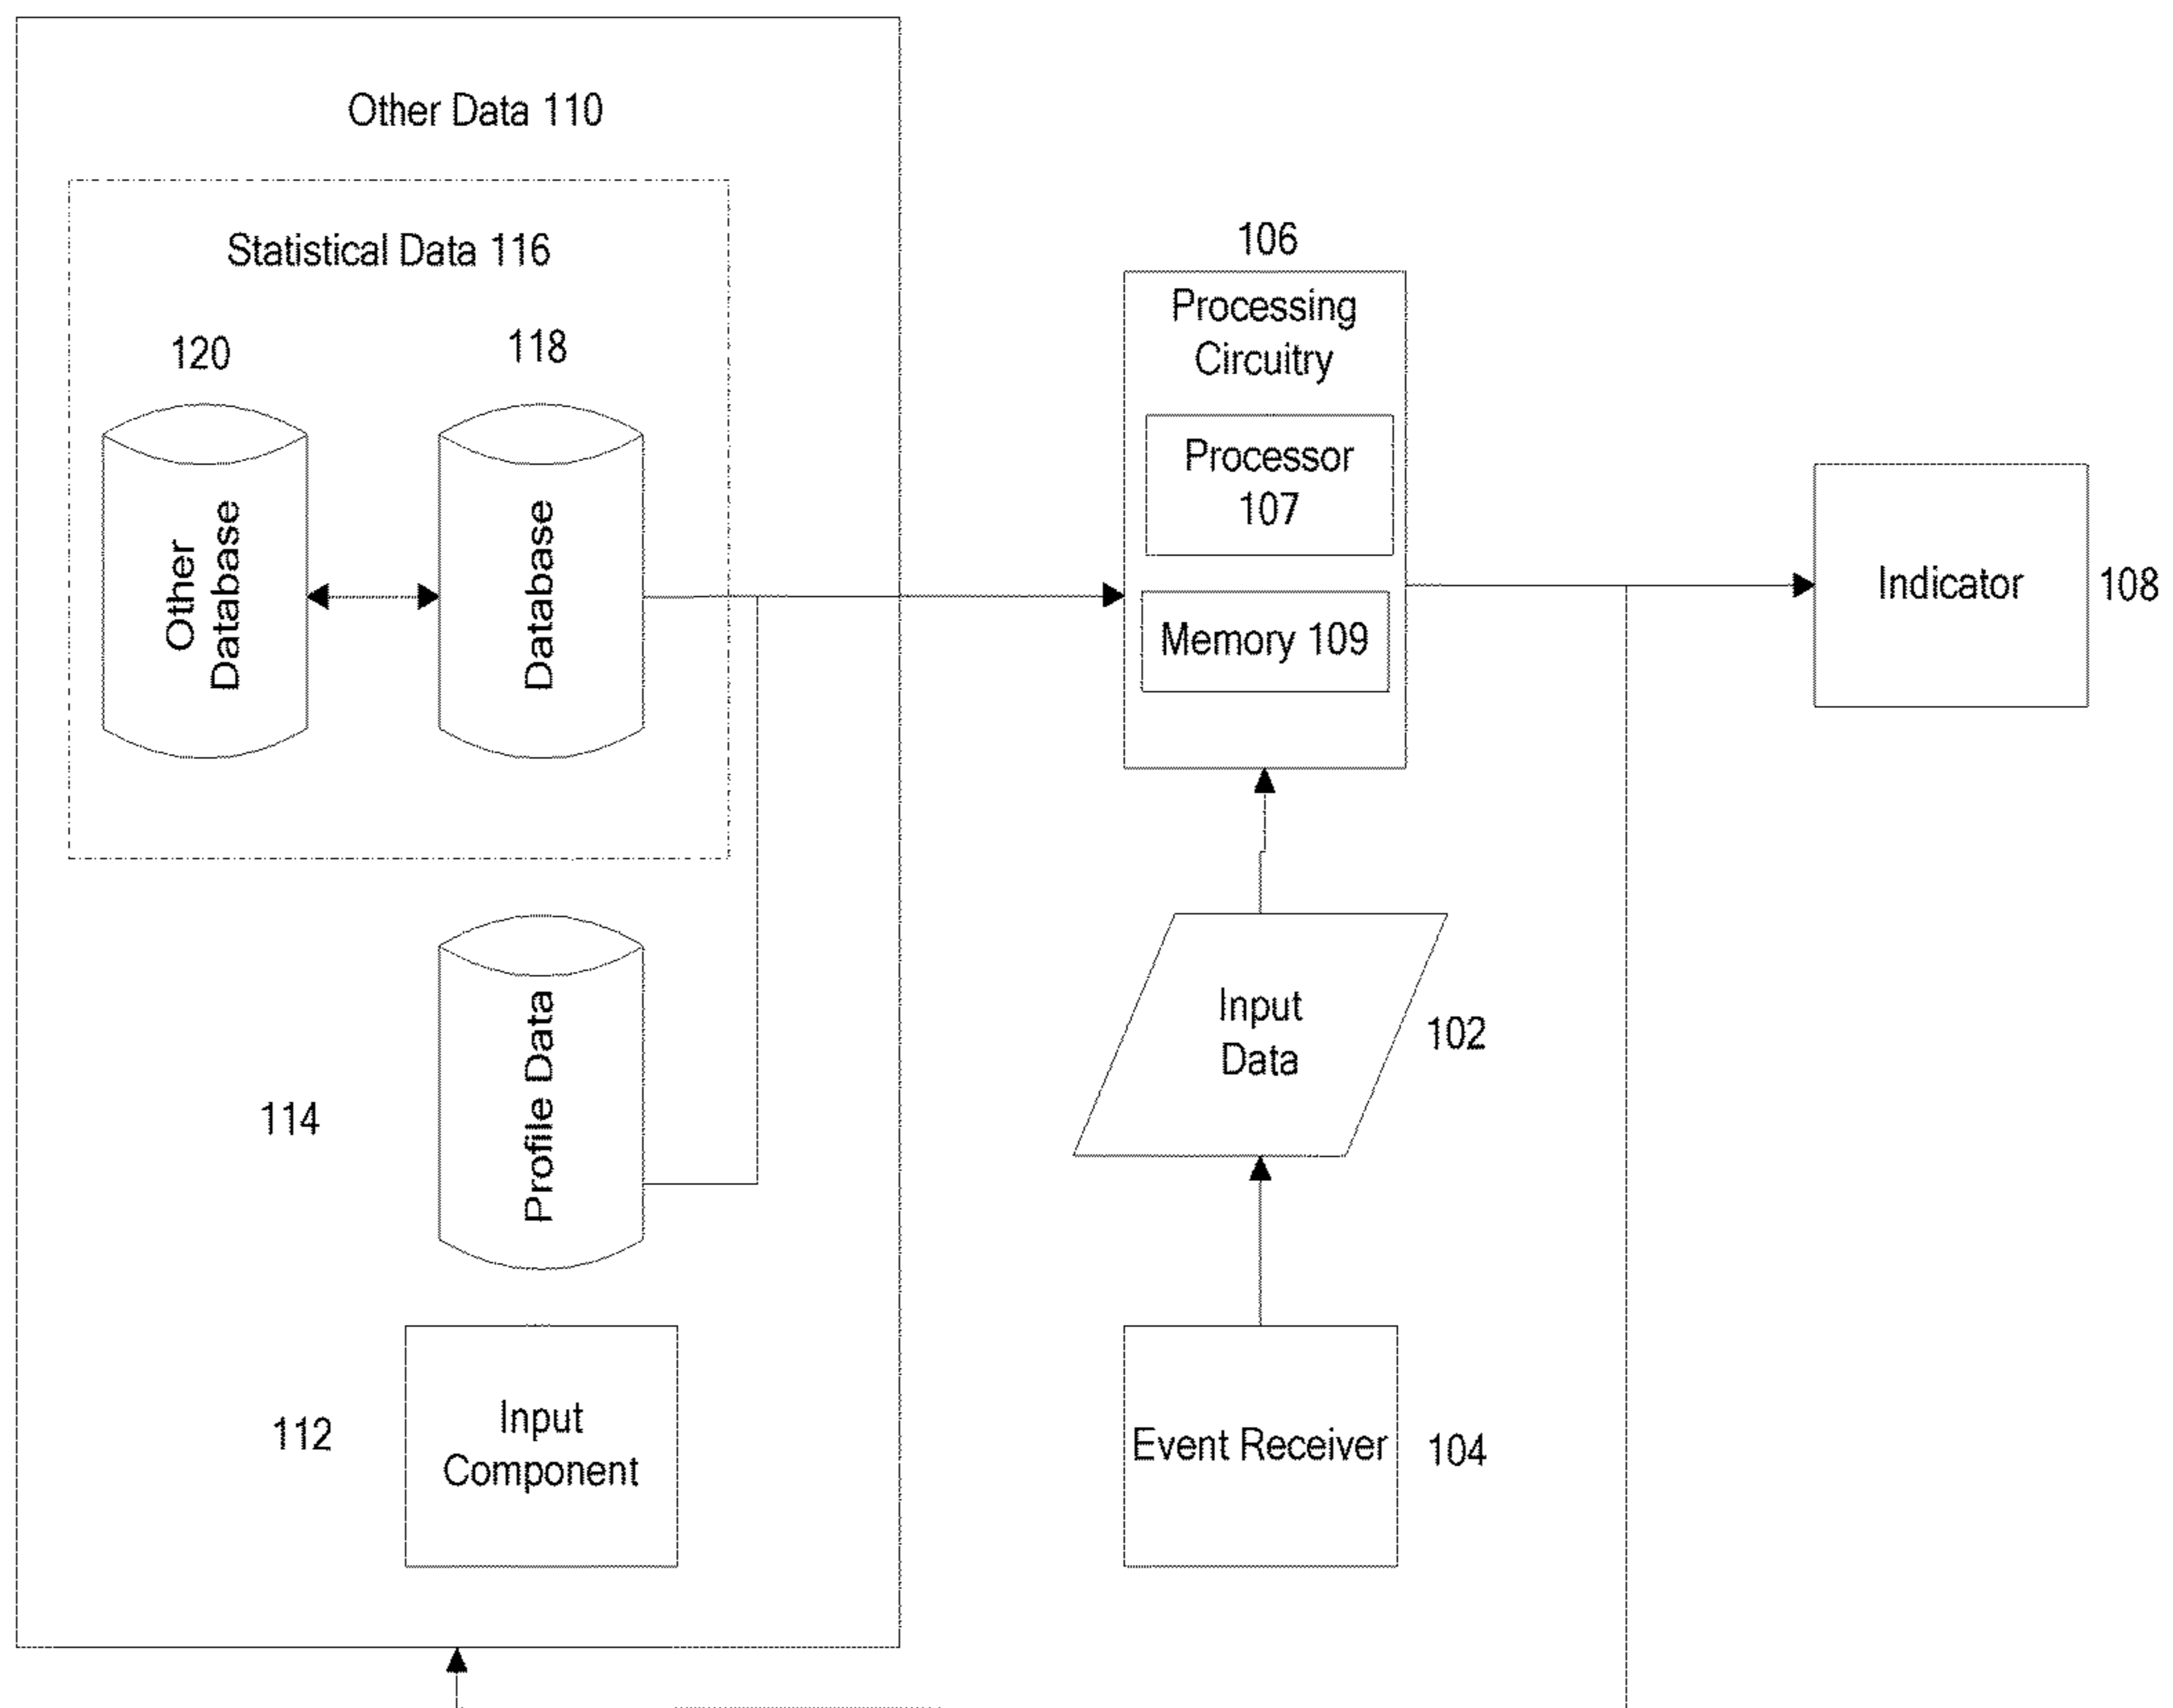 Other Data 110
Statistical Data 116
120
118
Other
Database
Database
106
Processing
Circuitry
Processor
107
Memory 109
Indicator
108
Profile Data
114
Input
Data
102
Input
Component
112
Event Receiver
104